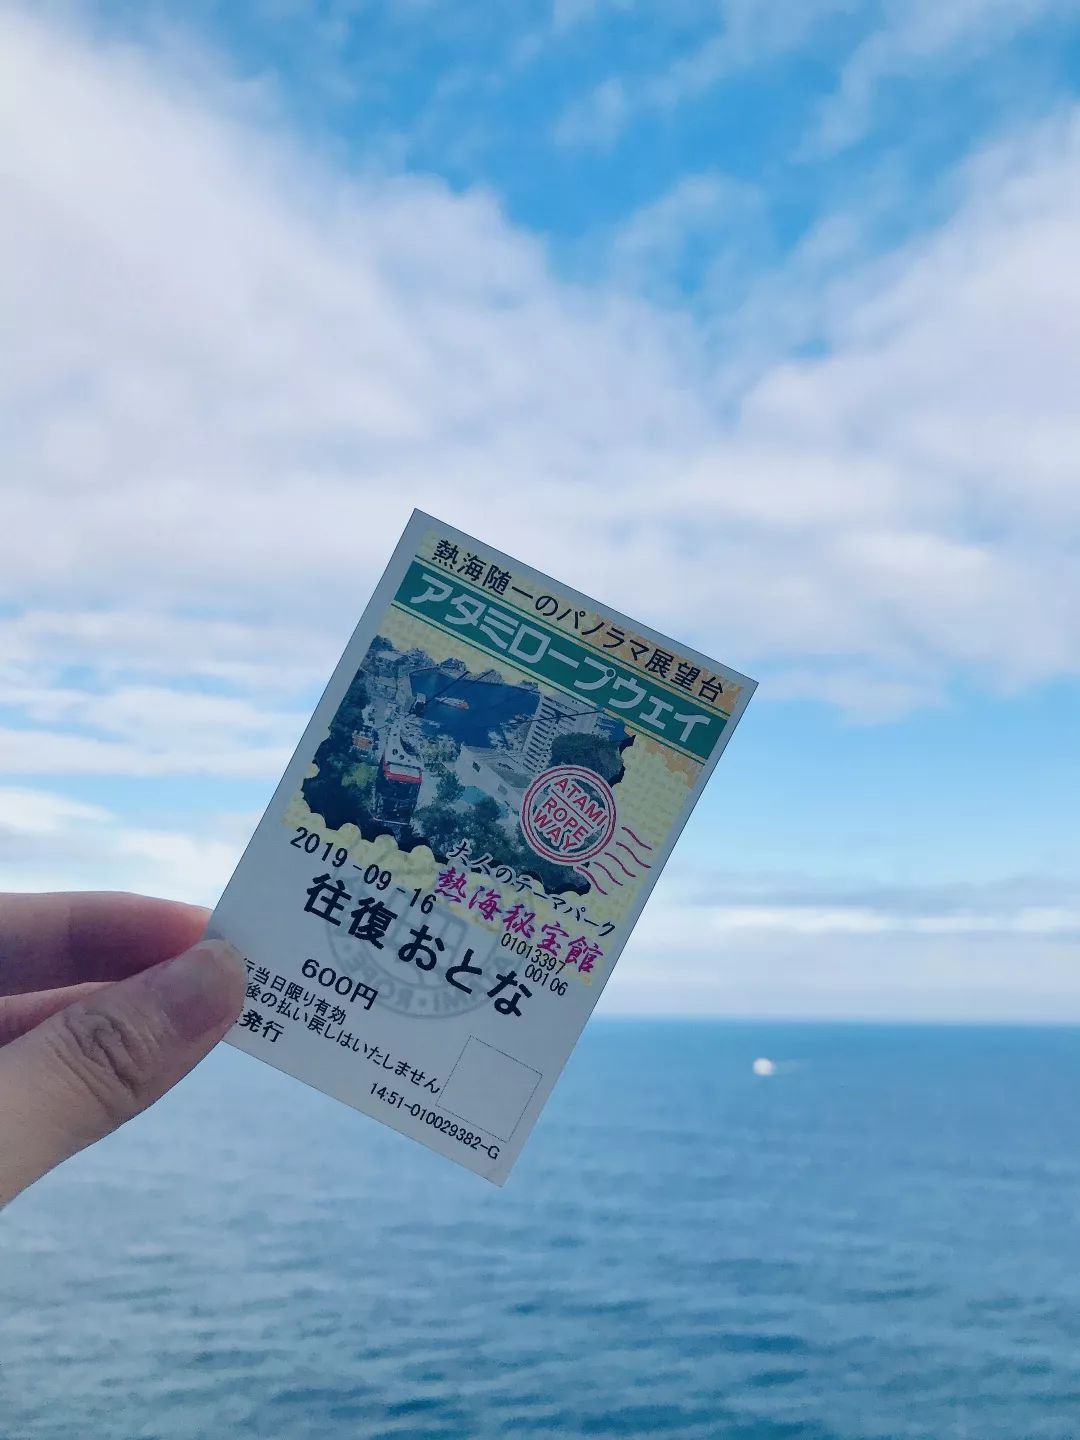 熱海随一のパノラマ展望台
アタミロープウェイ
ATAMI
ROPE
WAY
大人のテーマパーク
熱海秘宝館
2019-09-16
01013397
00106
往復おとな
600円
行当日限り有効
後の払い戻しはいたしません
発行
14:51-010029382-G